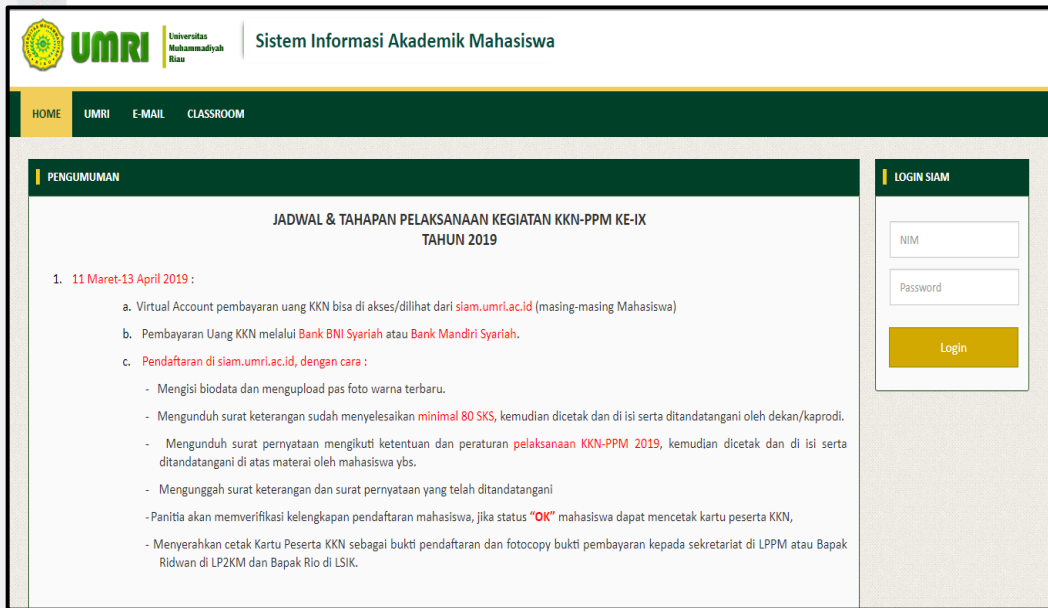 UMRI
Universitas
Muhammadiyah
Riau
Sistem Informasi Akademik Mahasiswa
HOME UMRI E-MAIL CLASSROOM
PENGUMUMAN
JADWAL & TAHAPAN PELAKSANAAN KEGIATAN KKN-PPM KE-IX
TAHUN 2019
1. 11 Maret-13 April 2019 :
a. Virtual Account pembayaran uang KKN bisa di akses/dilihat dari siam.umri.ac.id (masing-masing Mahasiswa)
b. Pembayaran Uang KKN melalui Bank BNI Syariah atau Bank Mandiri Syariah.
c. Pendaftaran di siam.umri.ac.id, dengan cara :
- Mengisi biodata dan mengupload pas foto warna terbaru.
- Mengunduh surat keterangan sudah menyelesaikan minimal 80 SKS, kemudian dicetak dan di isi serta ditandatangani oleh dekan/kaprodi.
- Mengunduh surat pernyataan mengikuti ketentuan dan peraturan pelaksanaan KKN-PPM 2019, kemudian dicetak dan di isi serta
ditandatangani di atas materai oleh mahasiswa ybs.
- Mengunggah surat keterangan dan surat pernyataan yang telah ditandatangani
-Panitia akan memverifikasi kelengkapan pendaftaran mahasiswa, jika status “OK” mahasiswa dapat mencetak kartu peserta KKN,
- Menyerahkan cetak Kartu Peserta KKN sebagai bukti pendaftaran dan fotocopy bukti pembayaran kepada sekretariat di LPPM atau Bapak
Ridwan di LP2KM dan Bapak Rio di LSIK.
LOGIN SIAM
NIM
Password
Login